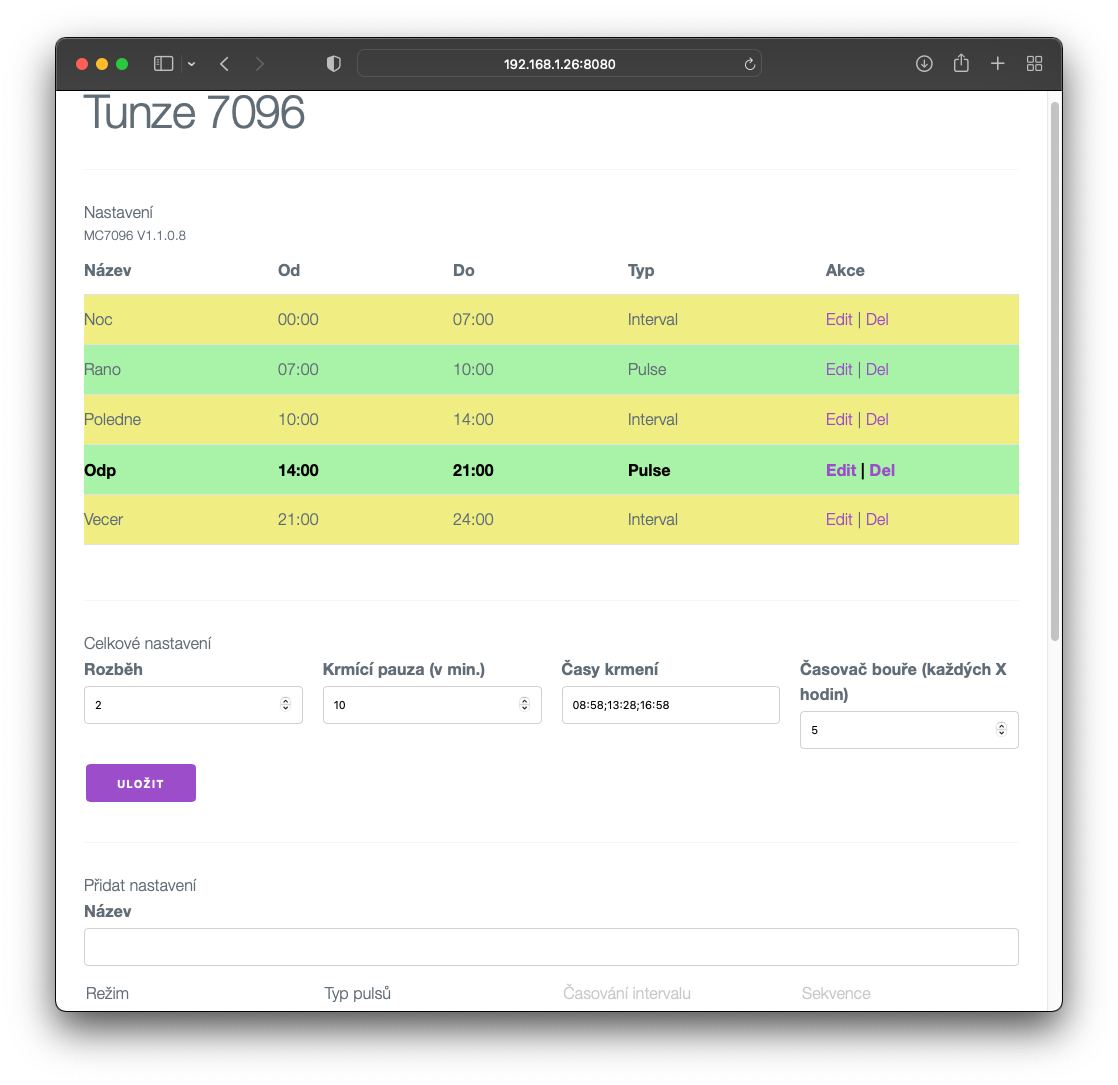 192.168.1.26:8080
Tunze 7096
Nastavení
MC7096 V1.1.0.8
Název Od Do Typ Akce
Noc 00:00 07:00 Interval Edit | Del
Rano 07:00 10:00 Pulse Edit | Del
Poledne 10:00 14:00 Interval Edit | Del
Odp 14:00 21:00 Pulse Edit | Del
Vecer 21:00 24:00 Interval Edit | Del
Celkové nastavení
Rozběh Krmící pauza (v min.) Časy krmení Časovač bouře (každých X
hodin)
2 10 08:58;13:28;16:58
5
ULOŽIT
Přidat nastavení
Název
Režim Typ pulsů Časování intervalu Sekvence